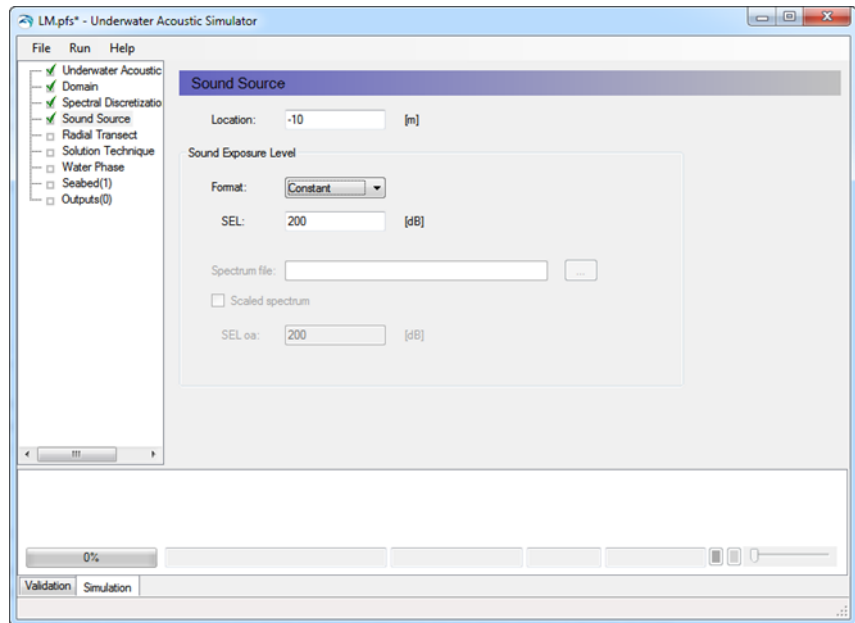 LM.pfs* - Underwater Acoustic Simulator
File Run Help
Underwater Acoustic
Domain
Spectral Discretizatio
Sound Source
Radial Transect
Solution Technique
Water Phase
Seabed(1)
Outputs(0)
Sound Source
Location: -10 [m]
Sound Exposure Level
Format: Constant
SEL: 200 [dB]
Spectrum file: ...
Scaled spectrum
SEL oa: 200 [dB]
0%
Validation Simulation